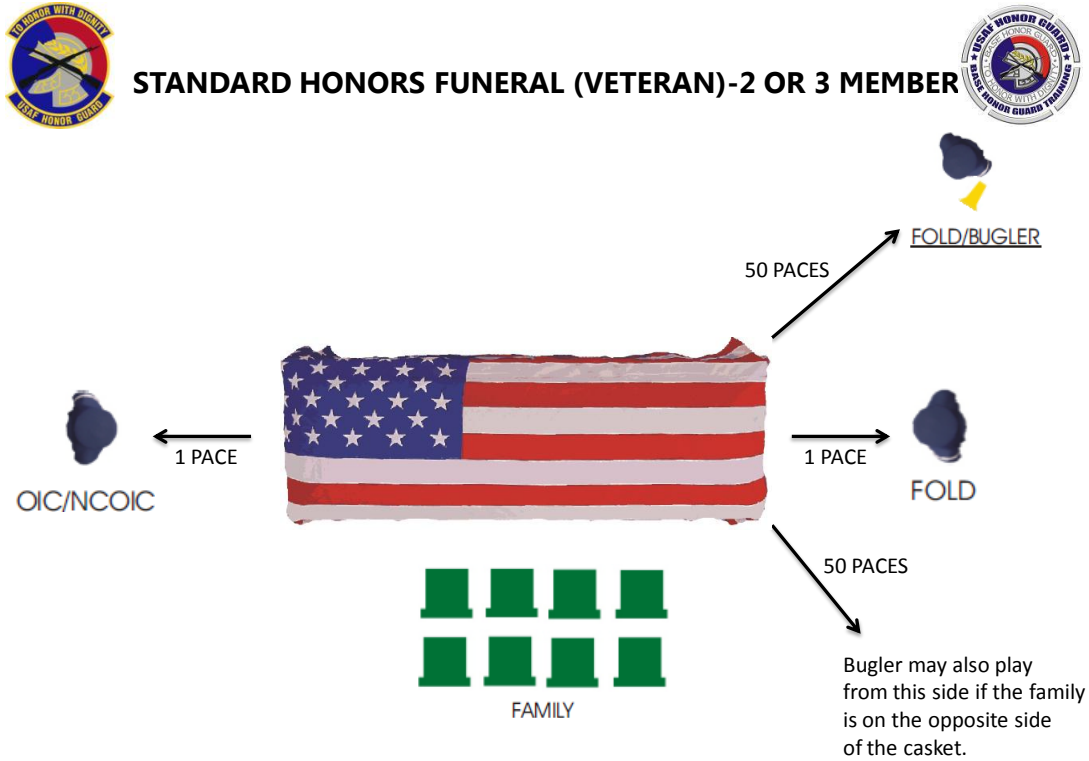 TO HONOR WITH DIGNITY
USAF HONOR GUARD
STANDARD HONORS FUNERAL (VETERAN)-2 OR 3 MEMBER
USAF HONOR GUARD
BASE HONOR GUARD TRAINING
BASE HONOR GUARD
TO HONOR WITH DIGNITY
FOLD/BUGLER
50 PACES
1 PACE
OIC/NCOIC
1 PACE
FOLD
50 PACES
FAMILY
Bugler may also play
from this side if the family
is on the opposite side
of the casket.